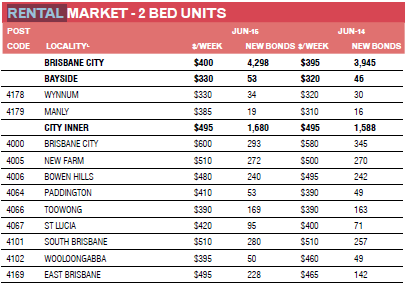 RENTAL MARKET - 2 BED UNITS
POST JUN-15 JUN-14
CODE LOCALITY^ $/WEEK NEW BONDS $/WEEK NEW BONDS
BRISBANE CITY $400 4,298 $395 3,945
BAYSIDE $330 53 $320 46
4178 WYNNUM $330 34 $320 30
4179 MANLY $385 19 $310 16
CITY INNER $495 1,680 $495 1,588
4000 BRISBANE CITY $600 293 $580 345
4005 NEW FARM $510 272 $500 270
4006 BOWEN HILLS $480 240 $495 242
4064 PADDINGTON $410 53 $390 49
4066 TOOWONG $390 169 $390 163
4067 ST LUCIA $420 95 $400 71
4101 SOUTH BRISBANE $510 280 $510 257
4102 WOOLOONGABBA $395 50 $460 49
4169 EAST BRISBANE $495 228 $465 142